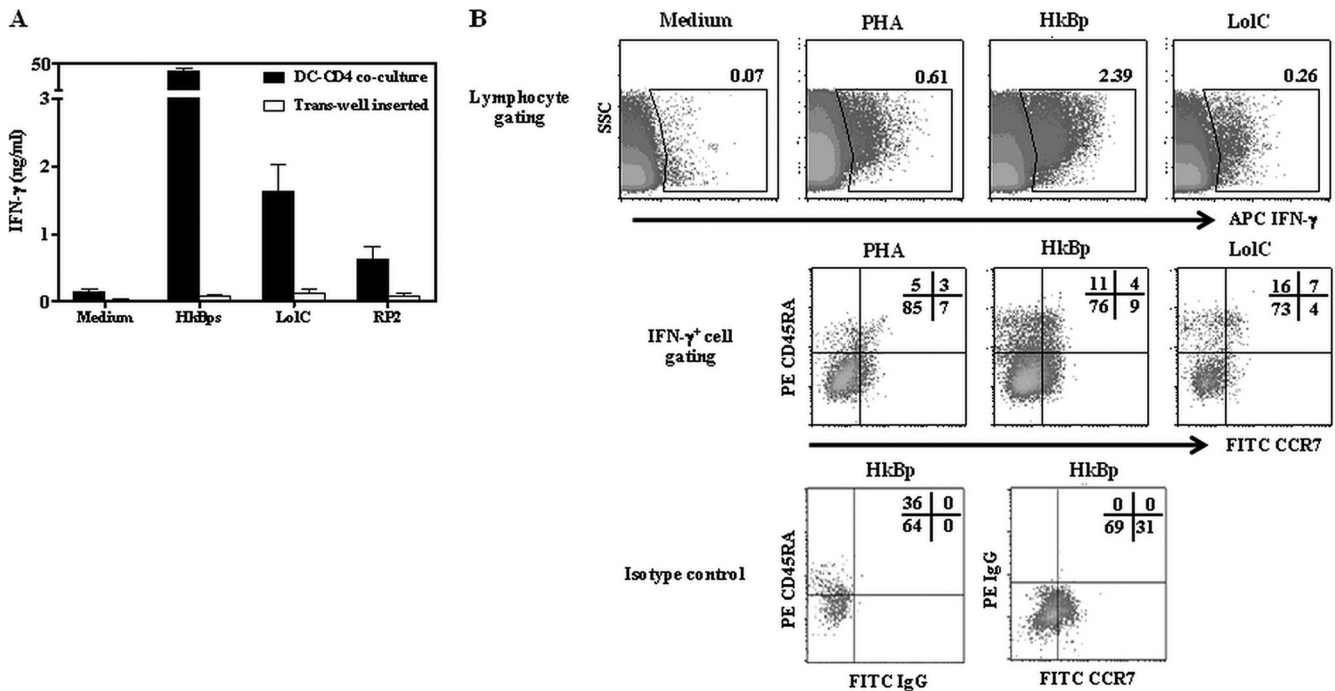 A
50
3
2
1
0
IFN-γ (ng/ml)
DC-CD4 co-culture
Trans-well inserted
Medium HkBps LolC RP2
B
Medium PHA HkBp LolC
Lymphocyte
gating
SSC
0.07 0.61 2.39 0.26
APC IFN-γ
PHA HkBp LolC
IFN-γ+ cell
gating
PE CD45RA
5 3
85 7
11 4
76 9
16 7
73 4
FITC CCR7
HkBp HkBp
Isotype control
PE CD45RA
36 0
64 0
FITC IgG
PE IgG
0 0
69 31
FITC CCR7